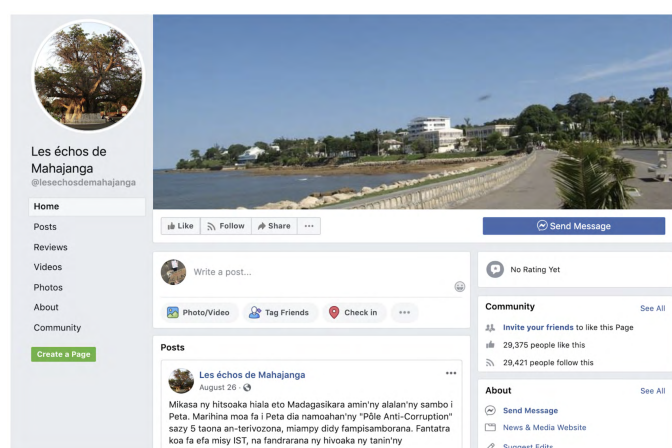 Les échos de
Mahajanga
@lesechosdemahajanga
Home
Posts
Reviews
Videos
Photos
About
Community
Create a Page
Like
Follow
Share
Send Message
Write a post...
Photo/Video
Tag Friends
Check in
Posts
Les échos de Mahajanga
August 26
Mikasa ny hitsoaka hiala eto Madagasikara amin'ny alalan'ny sambo i
Peta. Marihina moa fa i Peta dia namoahan'ny "Pôle Anti-Corruption"
sazy 5 taona an-terivozona, miampy didy fampisamborana. Fantatra
koa fa efa misy IST, na fandrarana ny hivoaka ny tanin'ny
No Rating Yet
Community
See All
Invite your friends to like this Page
29,375 people like this
29,421 people follow this
About
See All
Send Message
News & Media Website
Suggest Edits